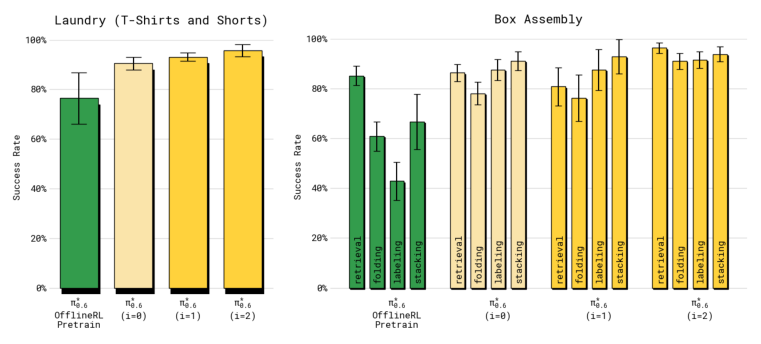 Laundry (T-Shirts and Shorts)
Success Rate
100%
80%
60%
40%
20%
0%
π*0.6
OfflineRL
Pretrain
π*0.6
(i=0)
π*0.6
(i=1)
π*0.6
(i=2)
Box Assembly
Success Rate
100%
80%
60%
40%
20%
0%
retrieval
folding
labeling
stacking
retrieval
folding
labeling
stacking
retrieval
folding
labeling
stacking
retrieval
folding
labeling
stacking
π*0.6
OfflineRL
Pretrain
π*0.6
(i=0)
π*0.6
(i=1)
π*0.6
(i=2)